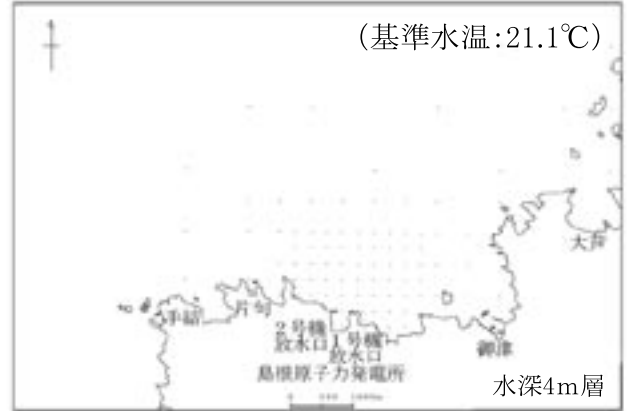 (基準水温:21.1℃)
大芦
手結
片句
2号機
放水口
1号機
放水口
御津
島根原子力発電所
水深4m層